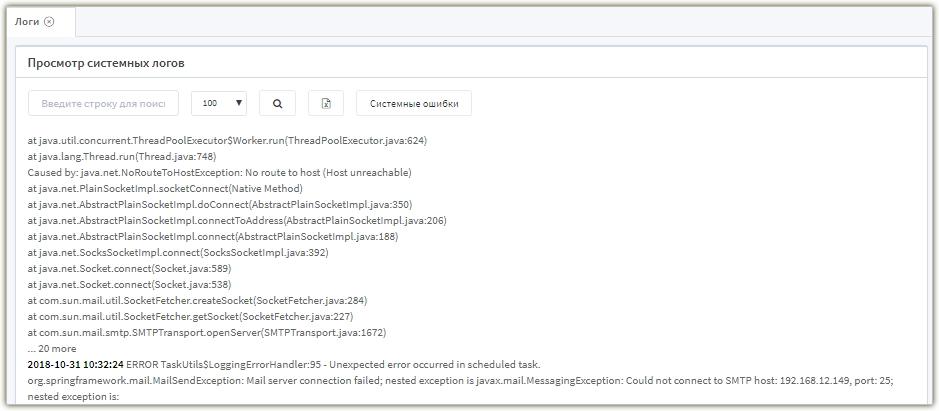 Логи
Просмотр системных логов
Введите строку для поиск
100
Системные ошибки
at java.util.concurrent.ThreadPoolExecutor$Worker.run(ThreadPoolExecutor.java:624)
at java.lang.Thread.run(Thread.java:748)
Caused by: java.net.NoRouteToHostException: No route to host (Host unreachable)
at java.net.PlainSocketImpl.socketConnect(Native Method)
at java.net.AbstractPlainSocketImpl.doConnect(AbstractPlainSocketImpl.java:350)
at java.net.AbstractPlainSocketImpl.connectToAddress(AbstractPlainSocketImpl.java:206)
at java.net.AbstractPlainSocketImpl.connect(AbstractPlainSocketImpl.java:188)
at java.net.SocksSocketImpl.connect(SocksSocketImpl.java:392)
at java.net.Socket.connect(Socket.java:589)
at java.net.Socket.connect(Socket.java:538)
at com.sun.mail.util.SocketFetcher.createSocket(SocketFetcher.java:284)
at com.sun.mail.util.SocketFetcher.getSocket(SocketFetcher.java:227)
at com.sun.mail.smtp.SMTPTransport.openServer(SMTPTransport.java:1672)
... 20 more
2018-10-31 10:32:24 ERROR TaskUtils$LoggingErrorHandler:95 - Unexpected error occurred in scheduled task.
org.springframework.mail.MailSendException: Mail server connection failed; nested exception is javax.mail.MessagingException: Could not connect to SMTP host: 192.168.12.149, port: 25;
nested exception is: